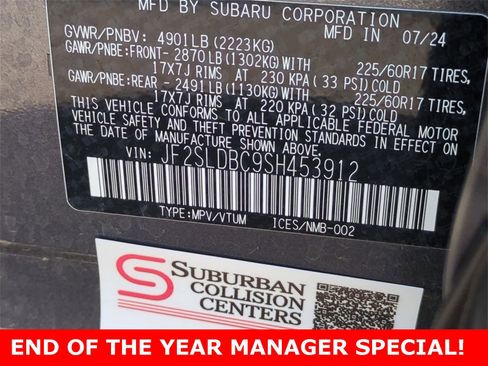 MFD BY SUBARU CORPORATION
GVWR/PNBV: 4901LB (2223KG)
MFD IN 07/24
GAWR/PNBE:FRONT-2870LB(1302KG)WITH 225/60R17 TIRES,
17X7J RIMS AT 230 KPA (33 PSI)COLD
GAWR/PNBE:REAR -2491LB(1130KG)WITH 225/60R17 TIRES,
17X7J RIMS AT 220 KPA (32 PSI)COLD
THIS VEHICLE CONFORMS TO ALL APPLICABLE FEDERAL MOTOR
VEHICLE SAFETY, BUMPER, AND THEFT PREVENTION STANDARDS IN EFFECT
ON THE DATE OF MANUFACTURE SHOWN ABOVE.
VIN: JF2SLDBC9SH453912
TYPE:MPV/VTUM ICES/NMB-002
SUBURBAN
COLLISION
CENTERS
END OF THE YEAR MANAGER SPECIAL!